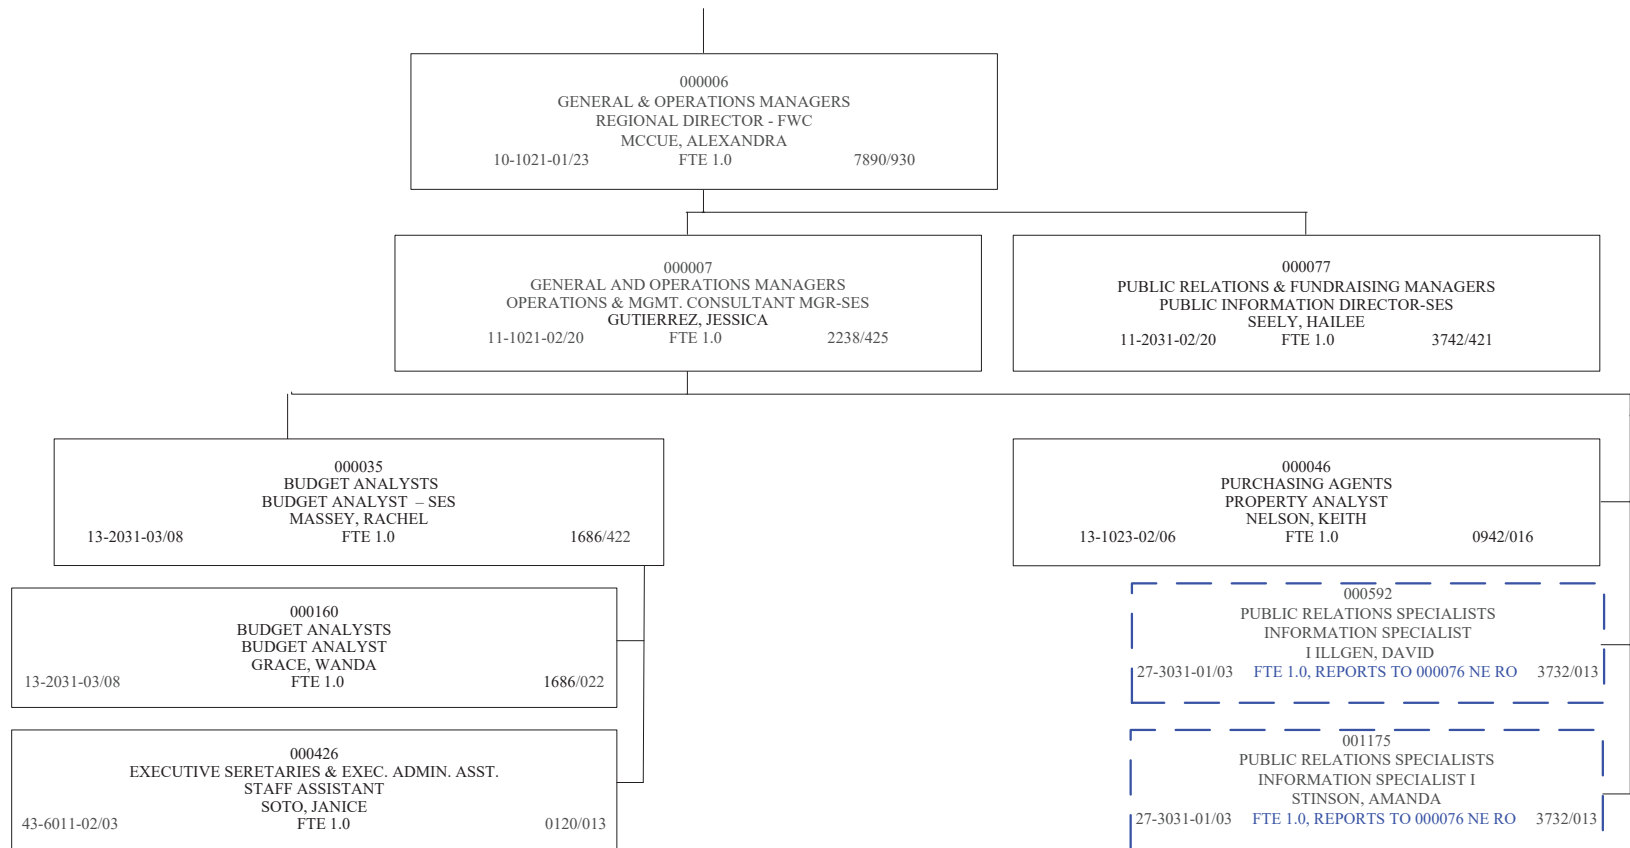 000006
GENERAL & OPERATIONS MANAGERS
REGIONAL DIRECTOR - FWC
MCCUE, ALEXANDRA
10-1021-01/23 FTE 1.0 7890/930
000007
GENERAL AND OPERATIONS MANAGERS
OPERATIONS & MGMT. CONSULTANT MGR-SES
GUTIERREZ, JESSICA
11-1021-02/20 FTE 1.0 2238/425
000077
PUBLIC RELATIONS & FUNDRAISING MANAGERS
PUBLIC INFORMATION DIRECTOR-SES
SEELY, HAILEE
11-2031-02/20 FTE 1.0 3742/421
000035
BUDGET ANALYSTS
BUDGET ANALYST – SES
MASSEY, RACHEL
13-2031-03/08 FTE 1.0 1686/422
000046
PURCHASING AGENTS
PROPERTY ANALYST
NELSON, KEITH
13-1023-02/06 FTE 1.0 0942/016
000160
BUDGET ANALYSTS
BUDGET ANALYST
GRACE, WANDA
13-2031-03/08 FTE 1.0 1686/022
000592
PUBLIC RELATIONS SPECIALISTS
INFORMATION SPECIALIST
I ILLGEN, DAVID
27-3031-01/03 FTE 1.0, REPORTS TO 000076 NE RO 3732/013
000426
EXECUTIVE SERETARIES & EXEC. ADMIN. ASST.
STAFF ASSISTANT
SOTO, JANICE
43-6011-02/03 FTE 1.0 0120/013
001175
PUBLIC RELATIONS SPECIALISTS
INFORMATION SPECIALIST I
STINSON, AMANDA
27-3031-01/03 FTE 1.0, REPORTS TO 000076 NE RO 3732/013